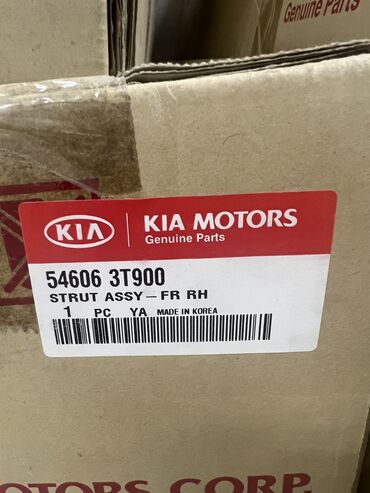 Genuine Parts
KIA
KIA MOTORS
Genuine Parts
54606 3T900
STRUT ASSY-FR RH
1 PC YA MADE IN KOREA
OTORS CORP.